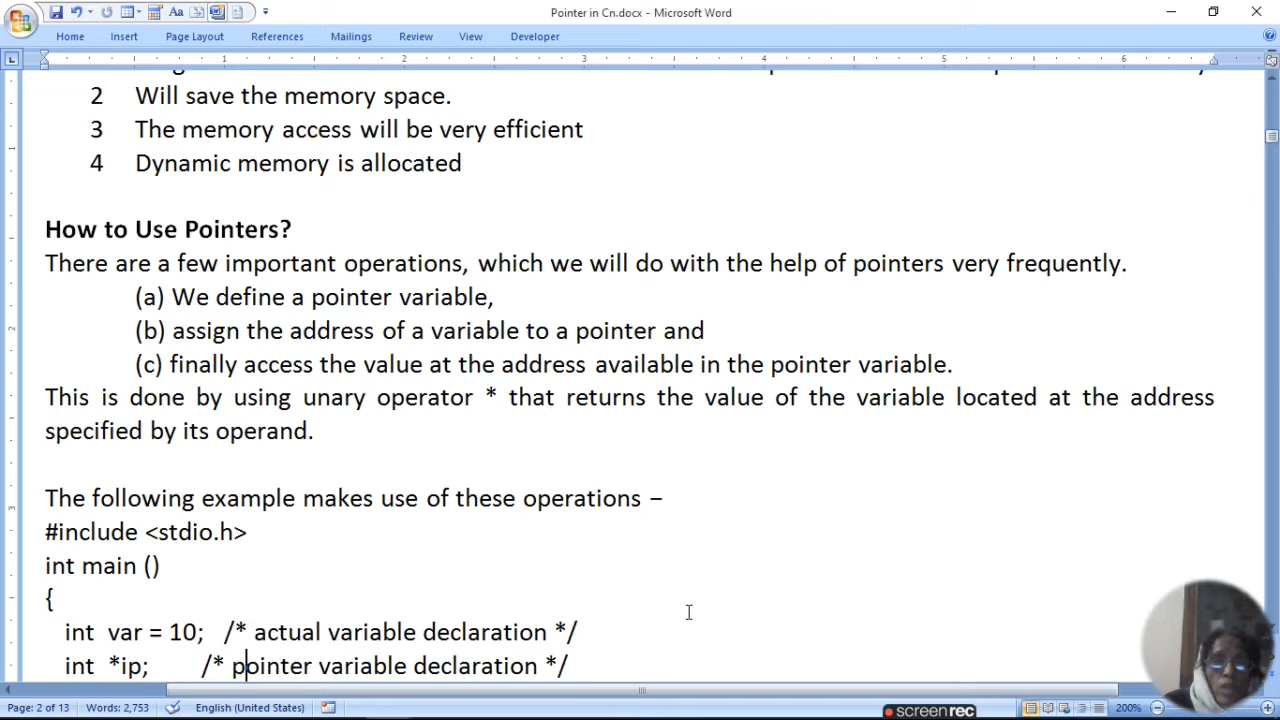 Pointer in Cn.docx - Microsoft Word
Home Insert Page Layout References Mailings Review View Developer
1 2 3 4 5 6
2 Will save the memory space.
3 The memory access will be very efficient
4 Dynamic memory is allocated
How to Use Pointers?
There are a few important operations, which we will do with the help of pointers very frequently.
(a) We define a pointer variable,
(b) assign the address of a variable to a pointer and
(c) finally access the value at the address available in the pointer variable.
This is done by using unary operator * that returns the value of the variable located at the address
specified by its operand.
The following example makes use of these operations −
#include <stdio.h>
int main ()
{
int var = 10; /* actual variable declaration */
int *ip; /* pointer variable declaration */
Page: 2 of 13 Words: 2,753 English (United States) 200%
screenrec